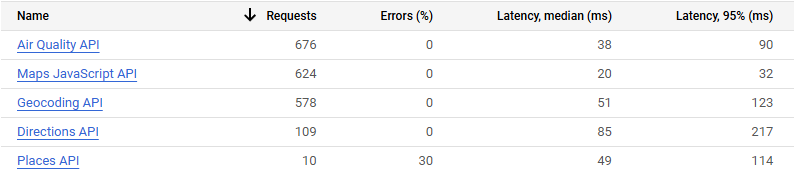 Name ↓ Requests Errors (%) Latency, median (ms) Latency, 95% (ms)
Air Quality API 676 0 38 90
Maps JavaScript API 624 0 20 32
Geocoding API 578 0 51 123
Directions API 109 0 85 217
Places API 10 30 49 114